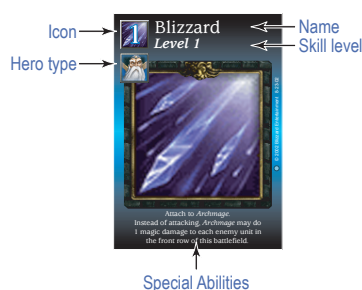 Icon
1
Blizzard
Name
Level 1
Skill level
Hero type
Attach to Archmage.
Instead of attacking, Archmage may do
1 magic damage to each enemy unit in
the front row of this battlefield.
Special Abilities